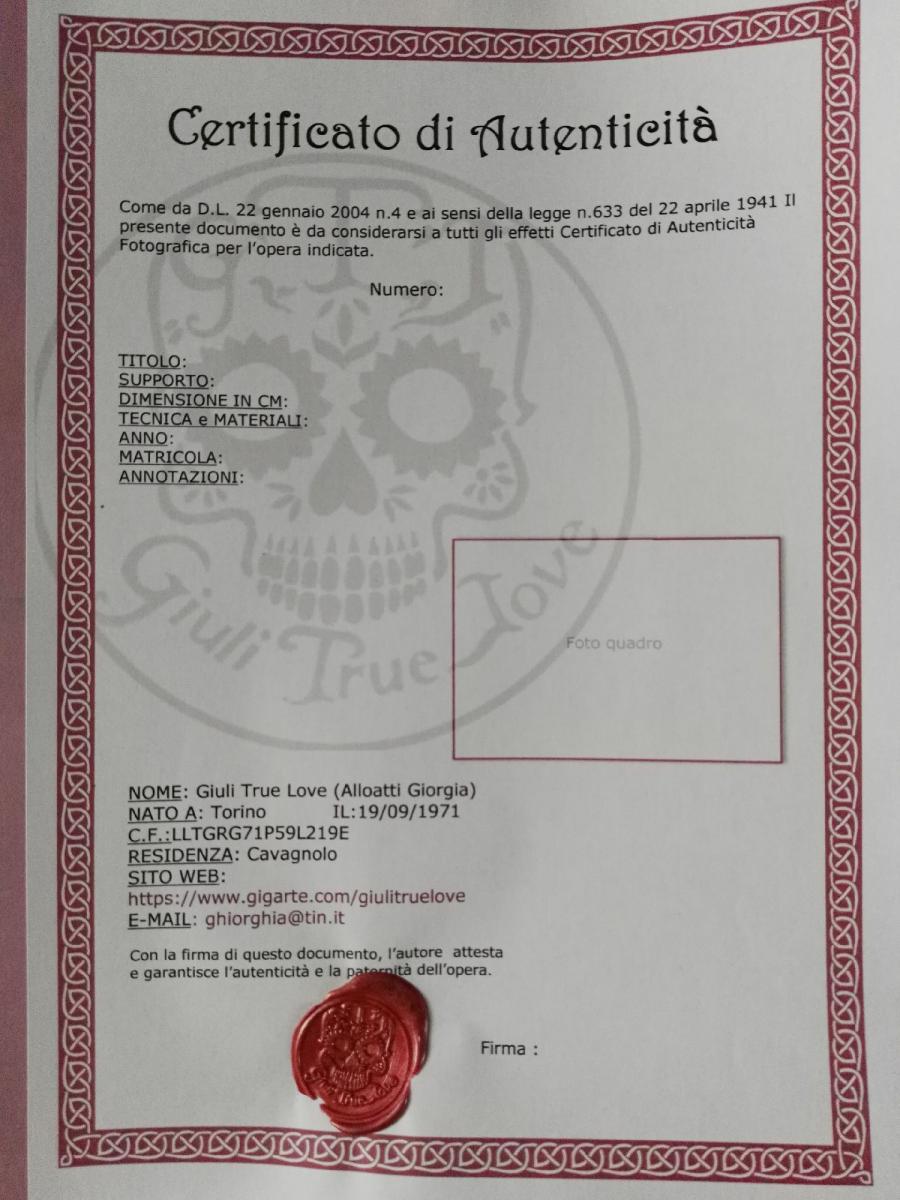 Certificato di Autenticità
Come da D.L. 22 gennaio 2004 n.4 e ai sensi della legge n.633 del 22 aprile 1941 Il
presente documento è da considerarsi a tutti gli effetti Certificato di Autenticità
Fotografica per l'opera indicata.
Numero:
TITOLO:
SUPPORTO:
DIMENSIONE IN CM:
TECNICA e MATERIALI:
ANNO:
MATRICOLA:
ANNOTAZIONI:
gTL
Giuli True Love
Foto quadro
NOME: Giuli True Love (Alloatti Giorgia)
NATO A: Torino IL:19/09/1971
C.F.:LLTGRG71P59L219E
RESIDENZA: Cavagnolo
SITO WEB:
https://www.gigarte.com/giulitruelove
E-MAIL: ghiorghia@tin.it
Con la firma di questo documento, l'autore attesta
e garantisce l'autenticità e la paternità dell'opera.
Firma :
Giuli True Love